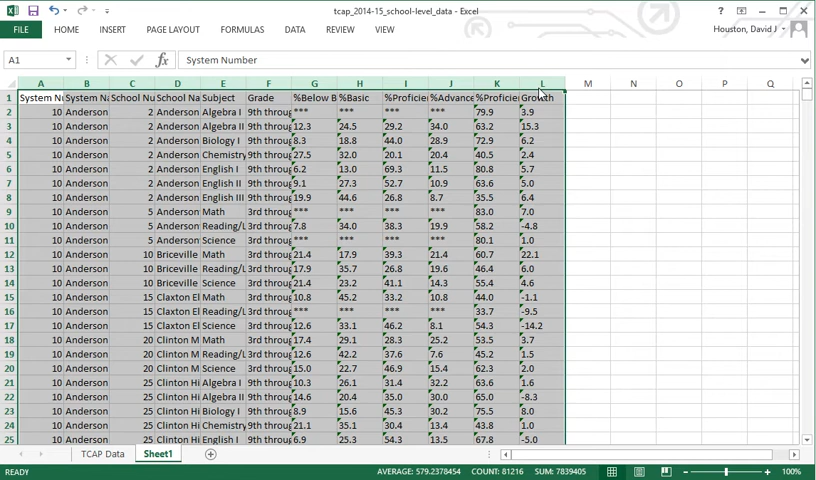 tcap_2014-15_school-level_data - Excel
FILE HOME INSERT PAGE LAYOUT FORMULAS DATA REVIEW VIEW Houston, David J
A1 fx System Number
A B C D E F G H I J K L M N O P Q
1 System Nu System Na School Nu School Na Subject Grade %Below B %Basic %Proficien %Advance %Proficien Growth
2 10 Anderson 2 Anderson Algebra I 9th throug *** *** *** *** 79.9 3.9
3 10 Anderson 2 Anderson Algebra II 9th throug 12.3 24.5 29.2 34.0 63.2 15.3
4 10 Anderson 2 Anderson Biology I 9th throug 8.3 18.8 44.0 28.9 72.9 6.2
5 10 Anderson 2 Anderson Chemistry 9th throug 27.5 32.0 20.1 20.4 40.5 2.4
6 10 Anderson 2 Anderson English I 9th throug 6.2 13.0 69.3 11.5 80.8 5.7
7 10 Anderson 2 Anderson English II 9th throug 9.1 27.3 52.7 10.9 63.6 5.0
8 10 Anderson 2 Anderson English III 9th throug 19.9 44.6 26.8 8.7 35.5 6.4
9 10 Anderson 5 Anderson Math 3rd throug *** *** *** *** 83.0 7.0
10 10 Anderson 5 Anderson Reading/L 3rd throug 7.8 34.0 38.3 19.9 58.2 -4.8
11 10 Anderson 5 Anderson Science 3rd throug *** *** *** *** 80.1 1.0
12 10 Anderson 10 Briceville Math 3rd throug 21.4 17.9 39.3 21.4 60.7 22.1
13 10 Anderson 10 Briceville Reading/L 3rd throug 17.9 35.7 26.8 19.6 46.4 6.0
14 10 Anderson 10 Briceville Science 3rd throug 21.4 23.2 41.1 14.3 55.4 4.6
15 10 Anderson 15 Claxton El Math 3rd throug 10.8 45.2 33.2 10.8 44.0 -1.1
16 10 Anderson 15 Claxton El Reading/L 3rd throug *** *** *** *** 33.7 -9.5
17 10 Anderson 15 Claxton El Science 3rd throug 12.6 33.1 46.2 8.1 54.3 -14.2
18 10 Anderson 20 Clinton M Math 3rd throug 17.4 29.1 28.3 25.2 53.5 3.7
19 10 Anderson 20 Clinton M Reading/L 3rd throug 12.6 42.2 37.6 7.6 45.2 1.5
20 10 Anderson 20 Clinton M Science 3rd throug 15.0 22.7 46.9 15.4 62.3 2.0
21 10 Anderson 25 Clinton Hi Algebra I 9th throug 10.3 26.1 31.4 32.2 63.6 1.6
22 10 Anderson 25 Clinton Hi Algebra II 9th throug 14.6 20.4 35.0 30.0 65.0 -8.3
23 10 Anderson 25 Clinton Hi Biology I 9th throug 8.9 15.6 45.3 30.2 75.5 8.0
24 10 Anderson 25 Clinton Hi Chemistry 9th throug 21.1 35.1 30.4 13.4 43.8 1.0
25 10 Anderson 25 Clinton Hi English I 9th throug 6.9 25.3 54.3 13.5 67.8 -5.0
TCAP Data Sheet1
READY AVERAGE: 579.2378454 COUNT: 81216 SUM: 7839405 100%